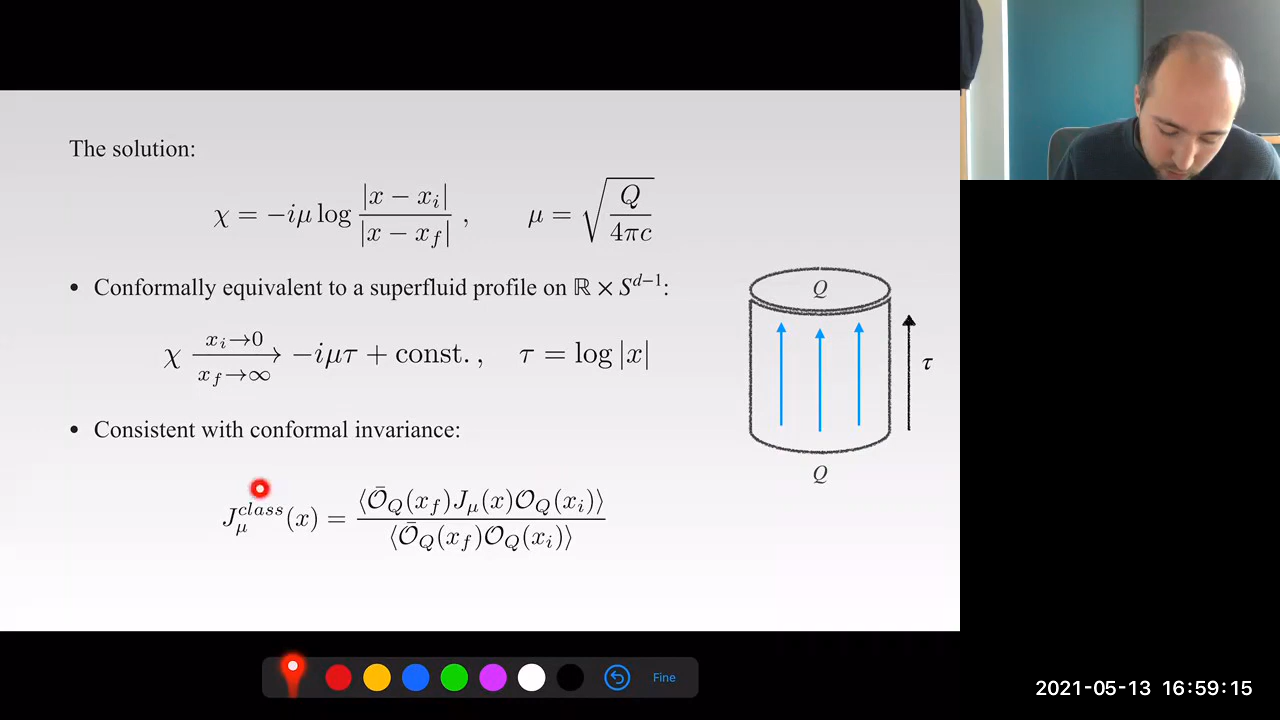 The solution:
χ = −iμ log |x − x_i| / |x − x_f| , μ = √(Q / 4πc)
• Conformally equivalent to a superfluid profile on ℝ × S^{d−1}:
χ \xrightarrow[x_f→∞]{x_i→0} −iμτ + const. , τ = log |x|
• Consistent with conformal invariance:
J_μ^{class}(x) = ⟨Ō_Q(x_f)J_μ(x)O_Q(x_i)⟩ / ⟨Ō_Q(x_f)O_Q(x_i)⟩
Q
τ
Q
Fine
2021-05-13 16:59:15